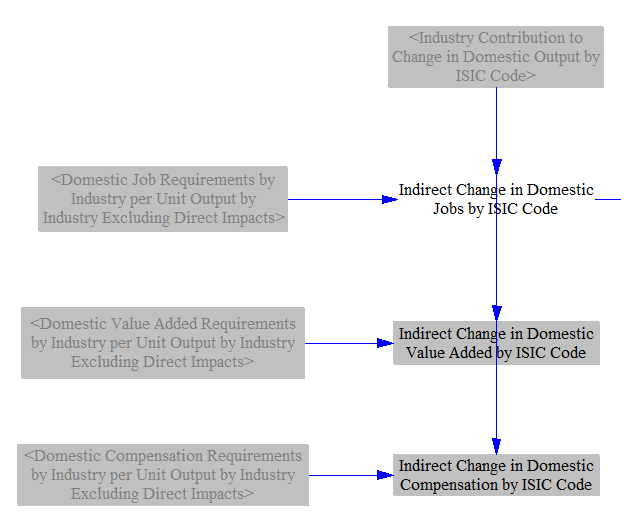 <Industry Contribution to
Change in Domestic Output by
ISIC Code>
<Domestic Job Requirements by
Industry per Unit Output by
Industry Excluding Direct Impacts>
Indirect Change in Domestic
Jobs by ISIC Code
<Domestic Value Added Requirements
by Industry per Unit Output by Industry
Excluding Direct Impacts>
Indirect Change in Domestic
Value Added by ISIC Code
<Domestic Compensation Requirements
by Industry per Unit Output by Industry
Excluding Direct Impacts>
Indirect Change in Domestic
Compensation by ISIC Code